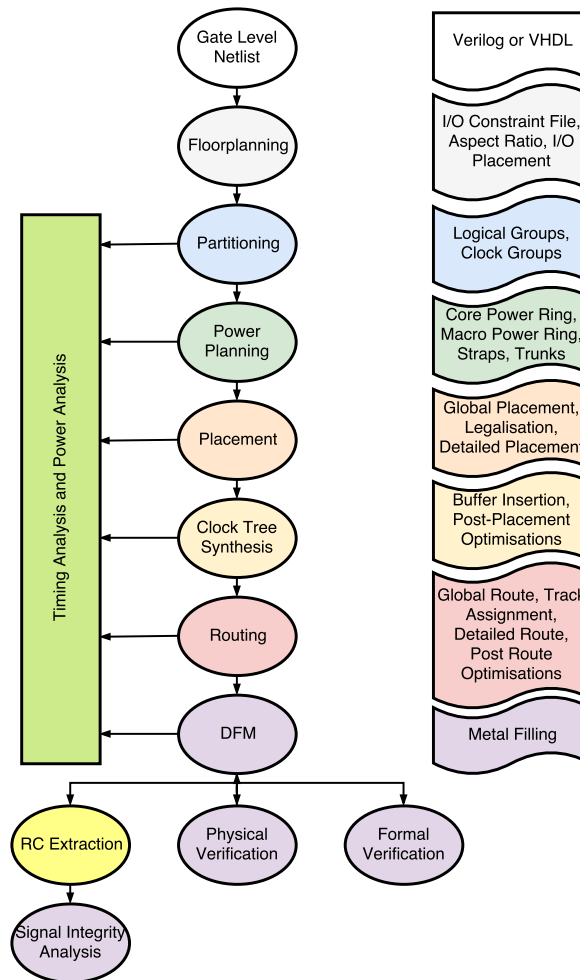 Gate Level
Netlist
Verilog or VHDL
Floorplanning
I/O Constraint File,
Aspect Ratio, I/O
Placement
Partitioning
Logical Groups,
Clock Groups
Power
Planning
Core Power Ring,
Macro Power Ring,
Straps, Trunks
Timing Analysis and Power Analysis
Placement
Global Placement,
Legalisation,
Detailed Placement
Clock Tree
Synthesis
Buffer Insertion,
Post-Placement
Optimisations
Routing
Global Route, Track
Assignment,
Detailed Route,
Post Route
Optimisations
DFM
Metal Filling
RC Extraction
Physical
Verification
Formal
Verification
Signal Integrity
Analysis